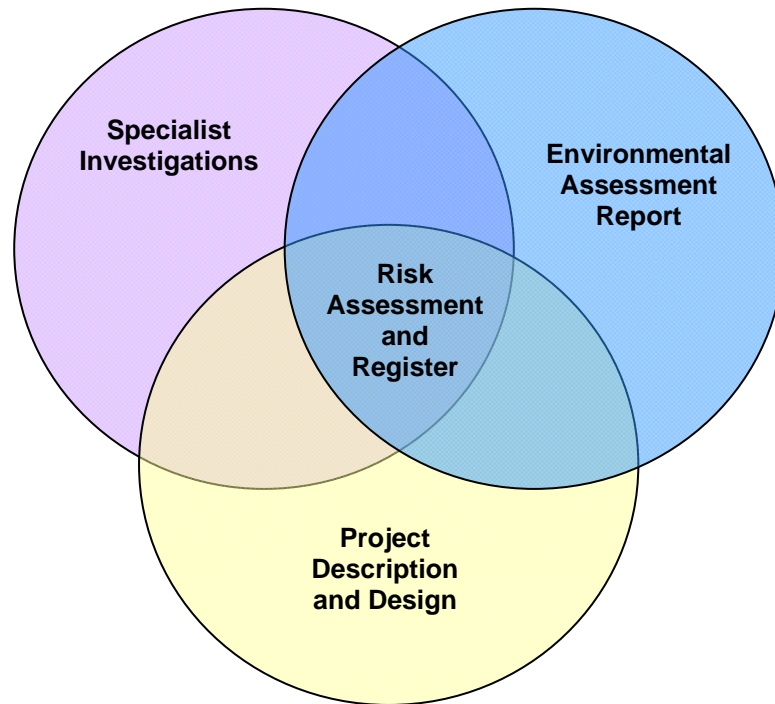 Specialist
Investigations
Environmental
Assessment
Report
Risk
Assessment
and
Register
Project
Description
and Design